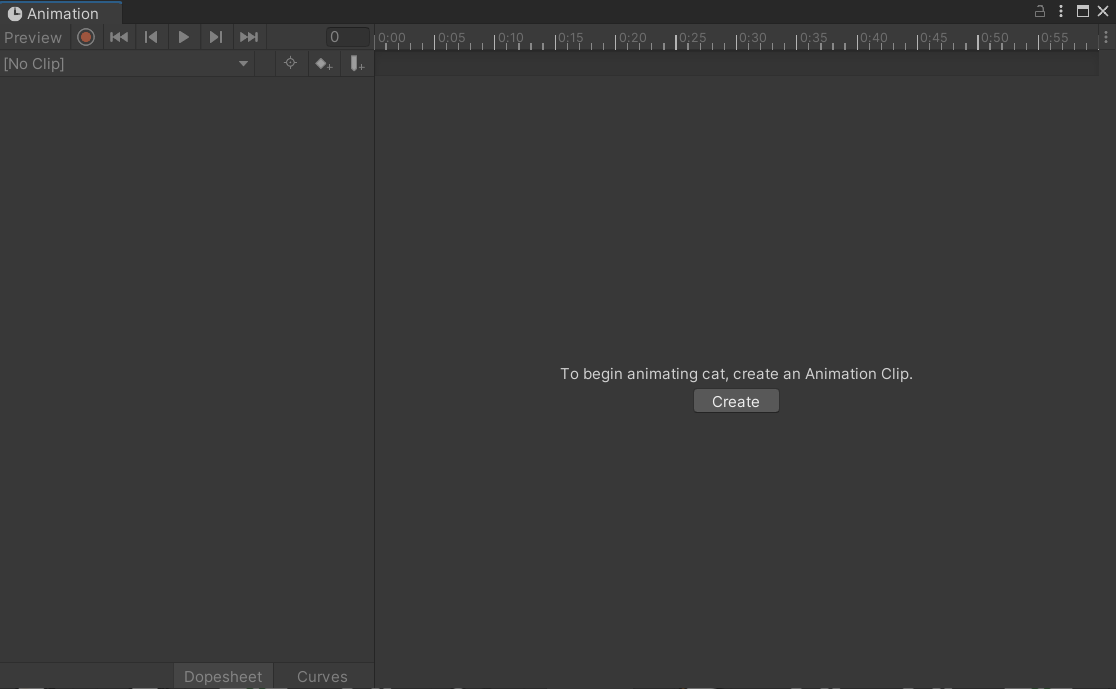 Animation
Preview 0 0:00 0:05 0:10 0:15 0:20 0:25 0:30 0:35 0:40 0:45 0:50 0:55
[No Clip]
To begin animating cat, create an Animation Clip.
Create
Dopesheet Curves